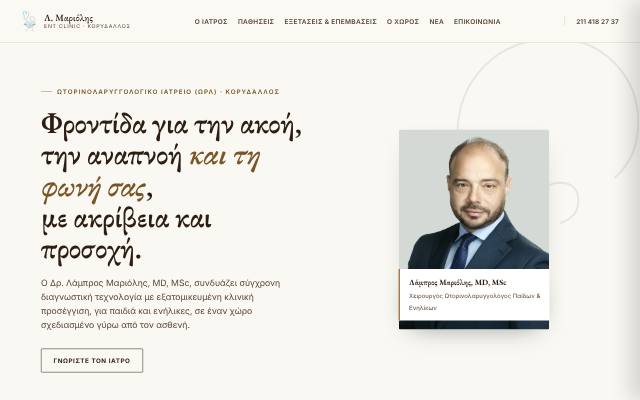 Λ. Μαριόλης
ENT CLINIC · ΚΟΡΥΔΑΛΛΟΣ
Ο ΙΑΤΡΟΣ ΠΑΘΗΣΕΙΣ ΕΞΕΤΑΣΕΙΣ & ΕΠΕΜΒΑΣΕΙΣ Ο ΧΩΡΟΣ ΝΕΑ ΕΠΙΚΟΙΝΩΝΙΑ
211 418 27 37
ΩΤΟΡΙΝΟΛΑΡΥΓΓΟΛΟΓΙΚΟ ΙΑΤΡΕΙΟ (ΩΡΛ) · ΚΟΡΥΔΑΛΛΟΣ
Φροντίδα για την ακοή,
την αναπνοή και τη
φωνή σας,
με ακρίβεια και
προσοχή.
Ο Δρ. Λάμπρος Μαριόλης, MD, MSc, συνδυάζει σύγχρονη
διαγνωστική τεχνολογία με εξατομικευμένη κλινική
προσέγγιση, για παιδιά και ενήλικες, σε έναν χώρο
σχεδιασμένο γύρω από τον ασθενή.
ΓΝΩΡΙΣΤΕ ΤΟΝ ΙΑΤΡΟ
Λάμπρος Μαριόλης, MD, MSc
Χειρουργός Ωτορινολαρυγγολόγος Παίδων &
Ενηλίκων